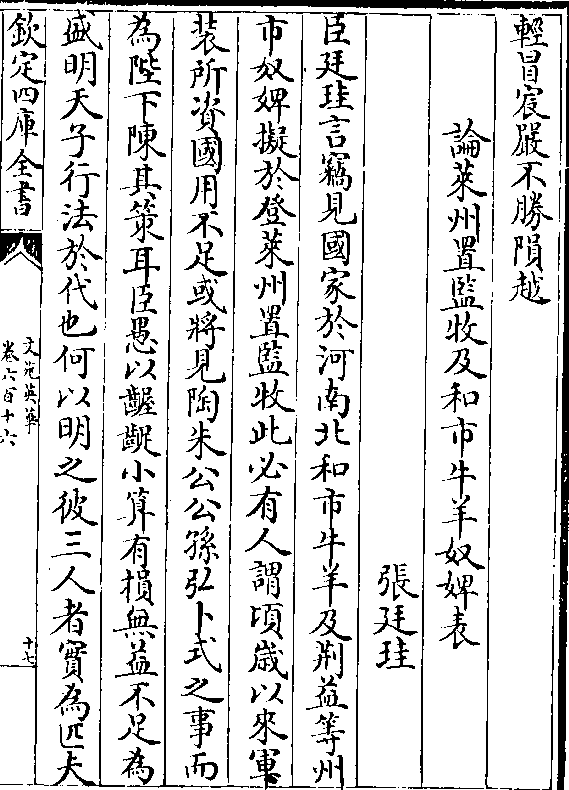 輕冒宸嚴不勝隕越
論萊州置監牧及和市牛羊奴婢表
張廷珪
臣廷珪言竊見國家於河南北和市牛羊及荆益等州
市奴婢擬於登萊州置監牧此必有人謂頃歲以來軍
裝所資國用不足或將見陶朱公公孫弘卜式之事而
為陛下陳其策耳臣愚以齷齪小算有損無益不足為
盛明天子行法於代也何以明之彼三人者實為匹夫
欽定四庫全書
文苑英華
卷六百十六
十七